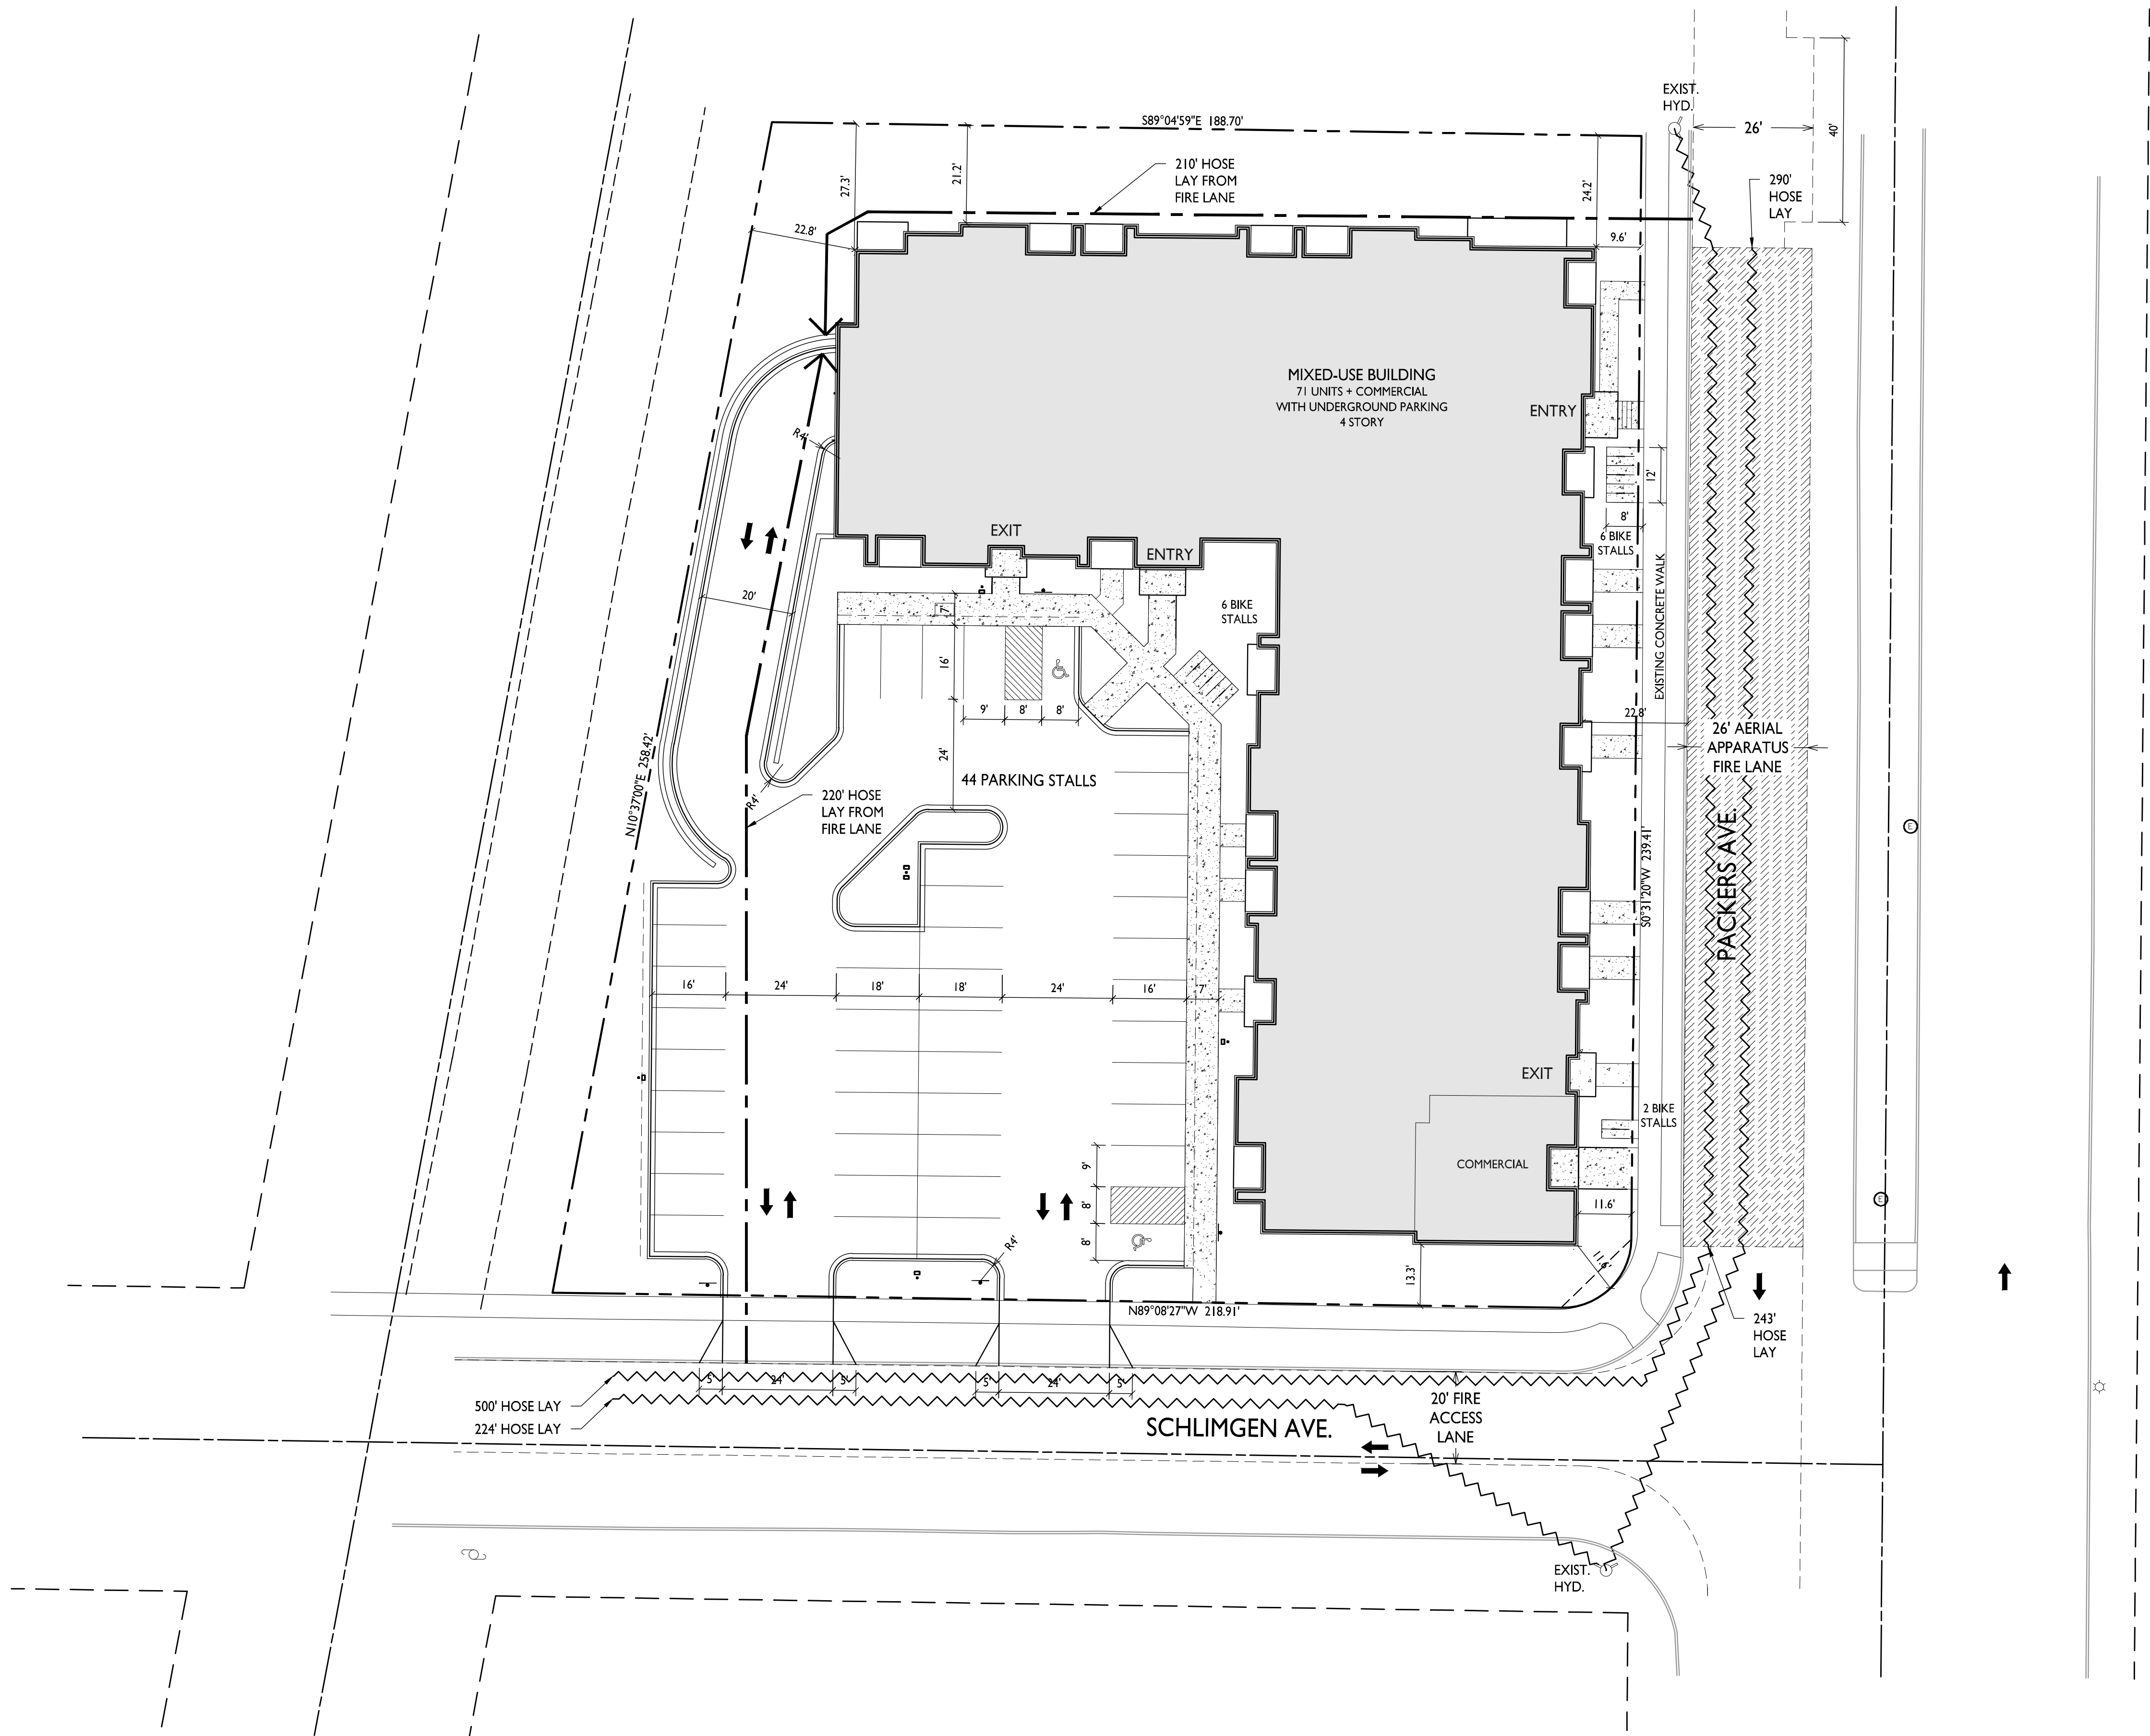 EXIST.
HYD.
S89°04'59"E 188.70'
26'
40'
27.3'
21.2'
210' HOSE
LAY FROM
FIRE LANE
24.2'
290'
HOSE
LAY
22.8'
9.6'
MIXED-USE BUILDING
71 UNITS + COMMERCIAL
WITH UNDERGROUND PARKING
4 STORY
ENTRY
R4'
12'
8'
6 BIKE
STALLS
EXIT
ENTRY
EXISTING CONCRETE WALK
20'
7'
6 BIKE
STALLS
16'
9'
8'
8'
22.8'
26' AERIAL
APPARATUS
FIRE LANE
N10°37'00"E 258.42'
24'
44 PARKING STALLS
R4'
220' HOSE
LAY FROM
FIRE LANE
PACKERS AVE.
S0°31'20"W 239.41'
E
16'
24'
18'
18'
24'
16'
7'
EXIT
2 BIKE
STALLS
9'
8'
8'
COMMERCIAL
E
11.6'
R4'
13.3'
11.6'
N89°08'27"W 218.91'
243'
HOSE
LAY
5'
24'
5'
5'
24'
5'
500' HOSE LAY
224' HOSE LAY
20' FIRE
ACCESS
LANE
SCHLIMGEN AVE.
EXIST.
HYD.